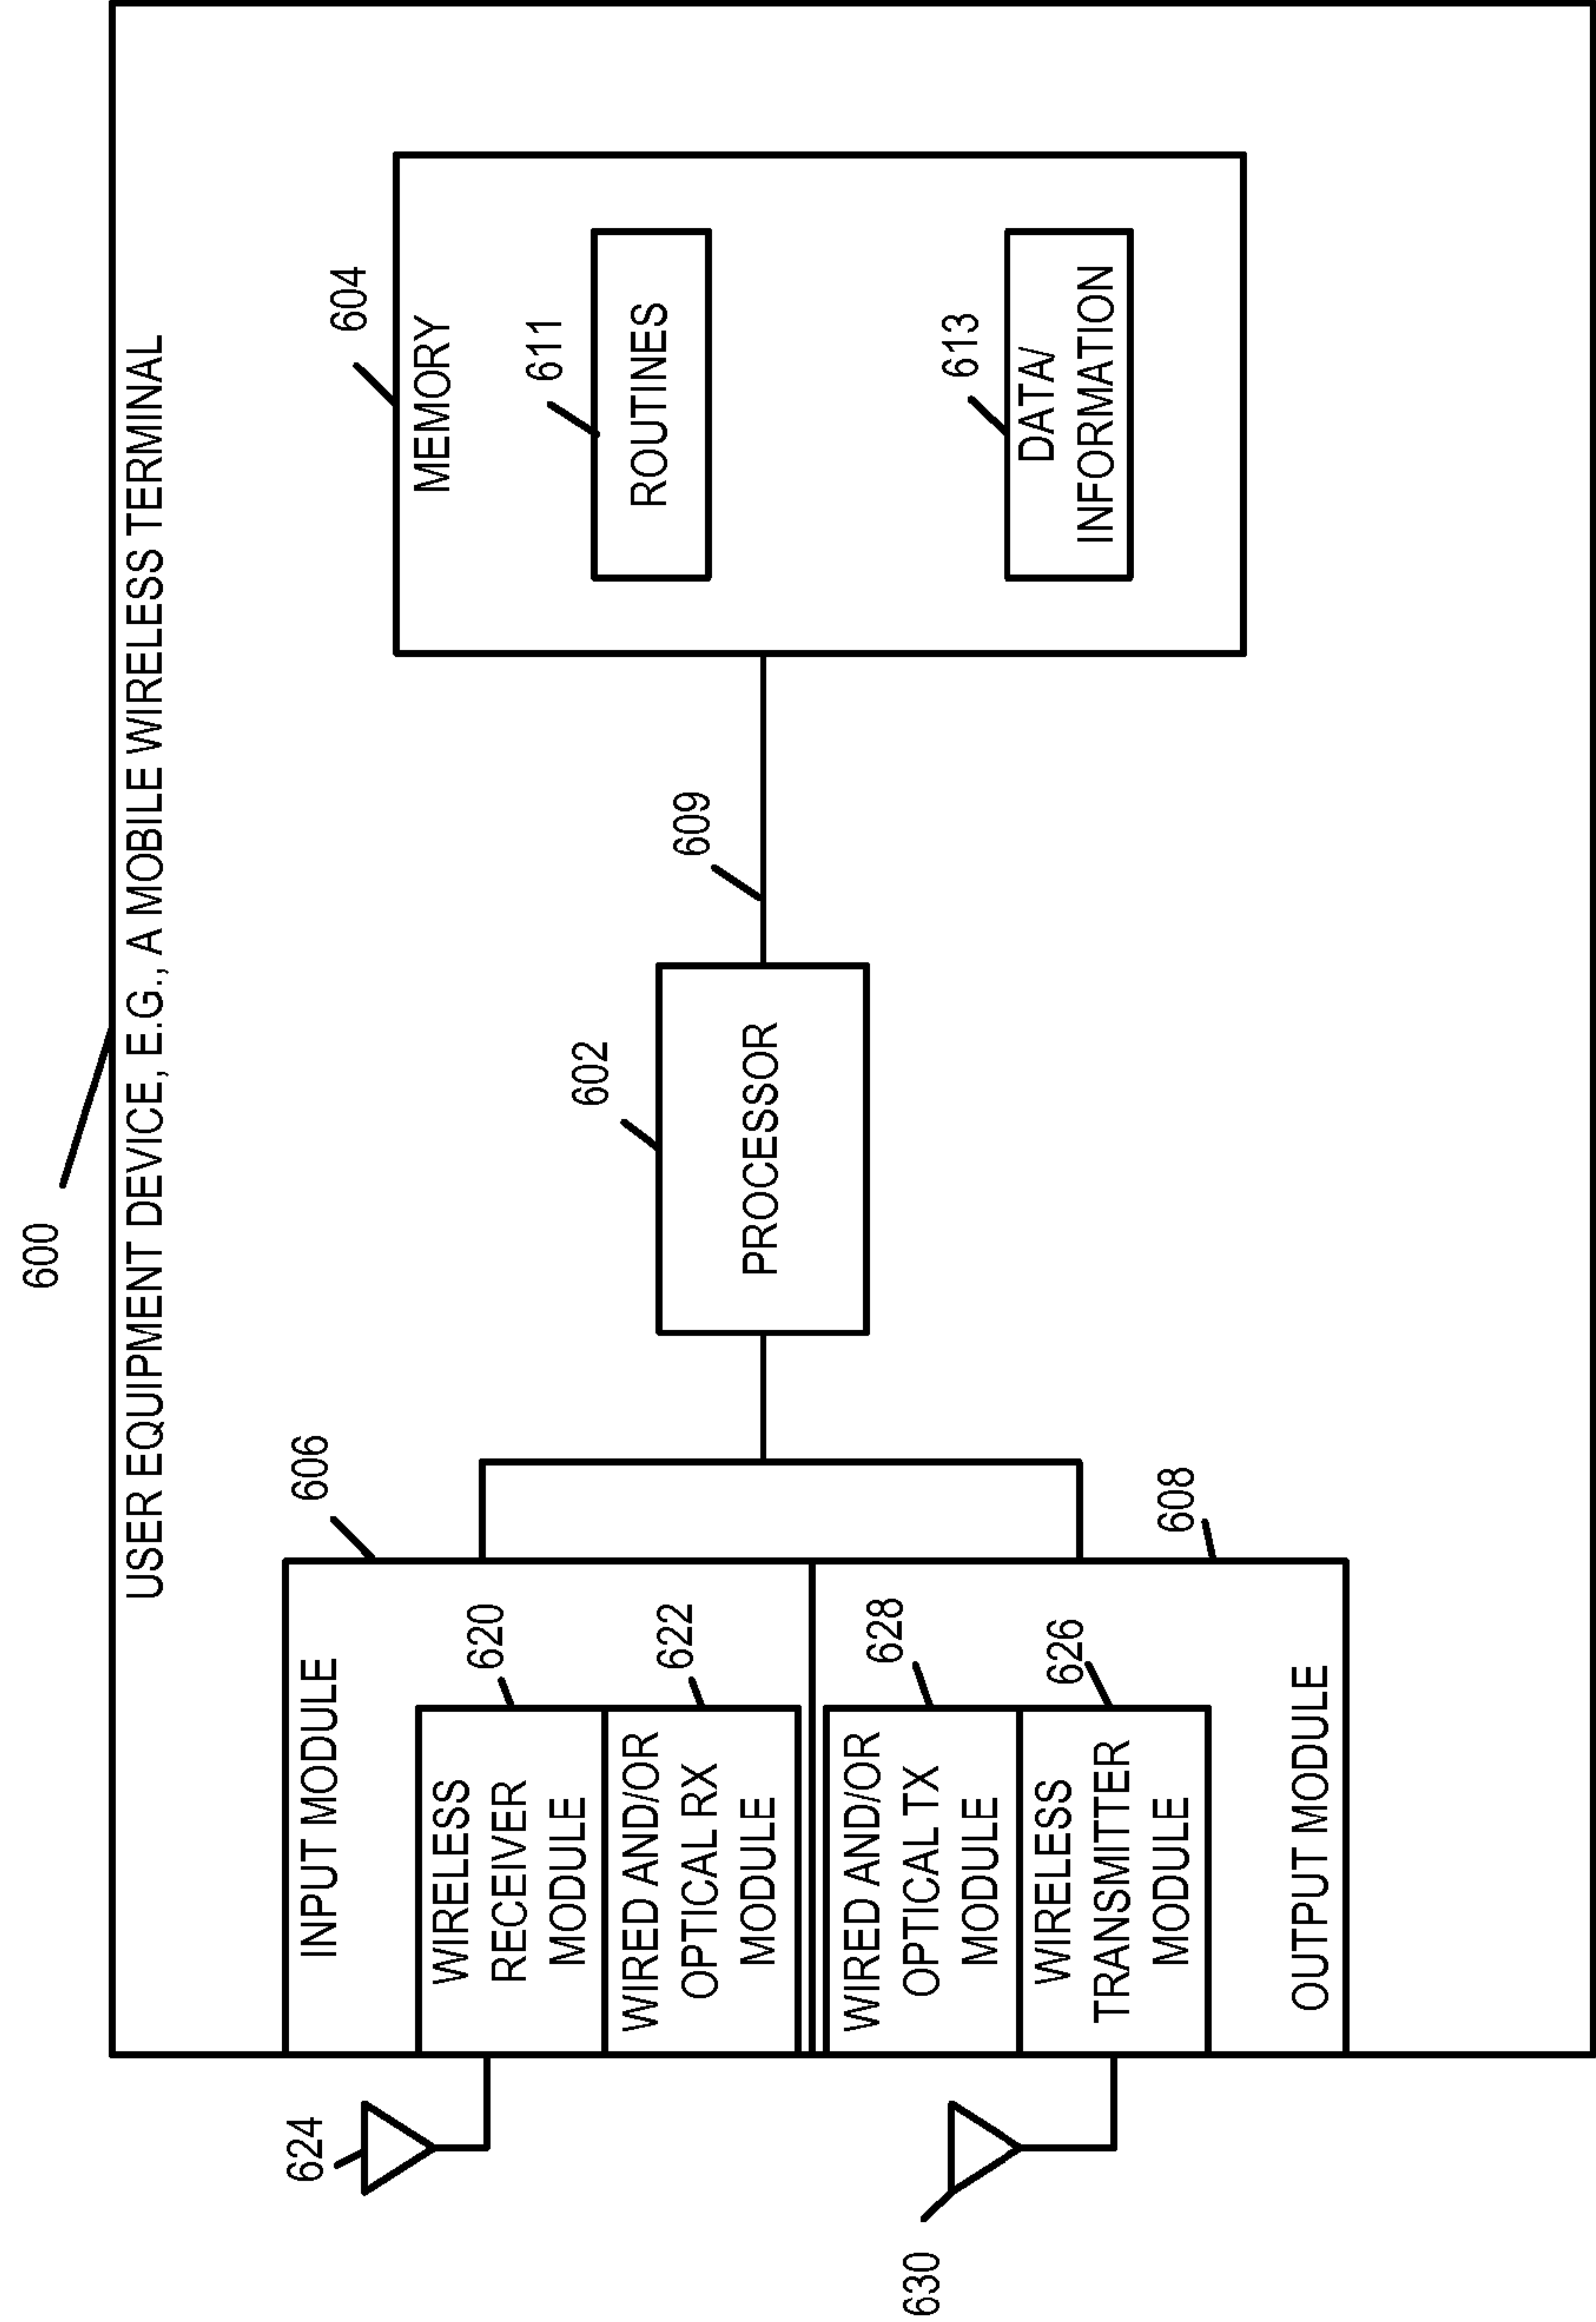 600
USER EQUIPMENT DEVICE, E.G., A MOBILE WIRELESS TERMINAL
624
INPUT MODULE
606
WIRELESS
RECEIVER
MODULE
620
WIRED AND/OR
OPTICAL RX
MODULE
622
630
WIRED AND/OR
OPTICAL TX
MODULE
628
WIRELESS
TRANSMITTER
MODULE
626
OUTPUT MODULE
608
602
PROCESSOR
609
604
MEMORY
611
ROUTINES
613
DATA/
INFORMATION